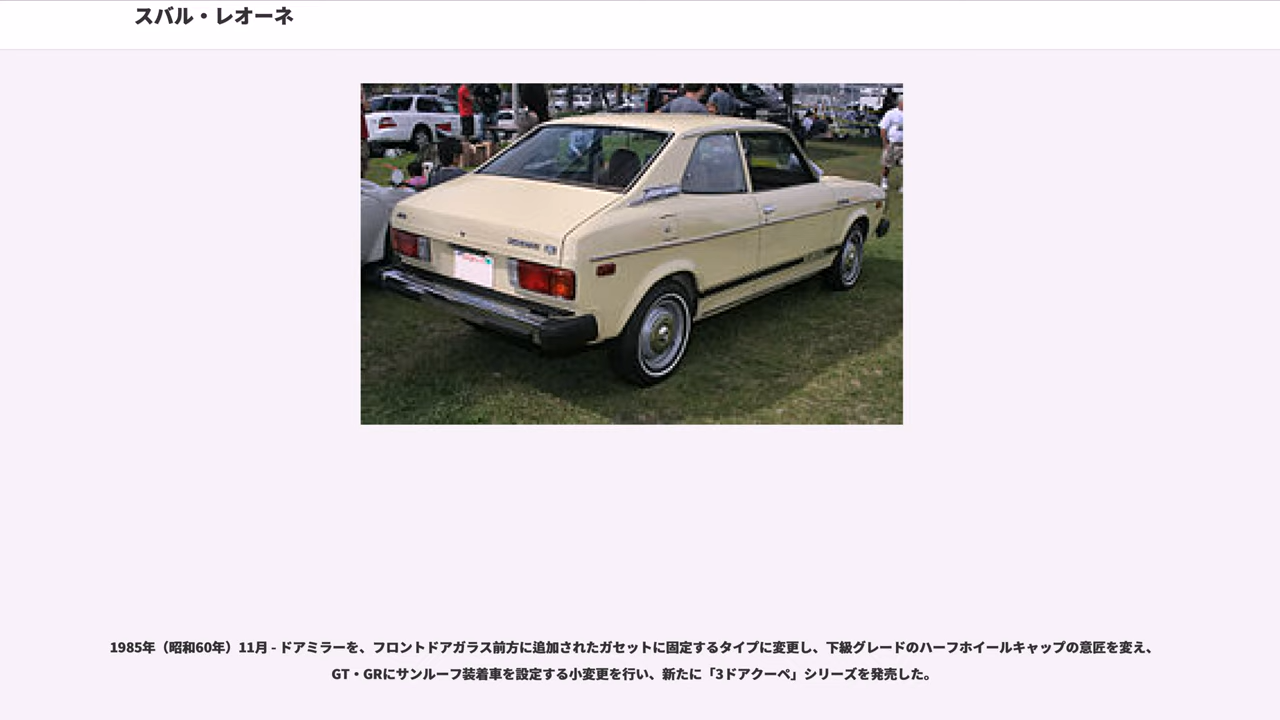 スバル・レオーネ
1985年（昭和60年）11月 - ドアミラーを、フロントドアガラス前方に追加されたガセットに固定するタイプに変更し、下級グレードのハーフホイールキャップの意匠を変え、
GT・GRにサンルーフ装着車を設定する小変更を行い、新たに「3ドアクーペ」シリーズを発売した。